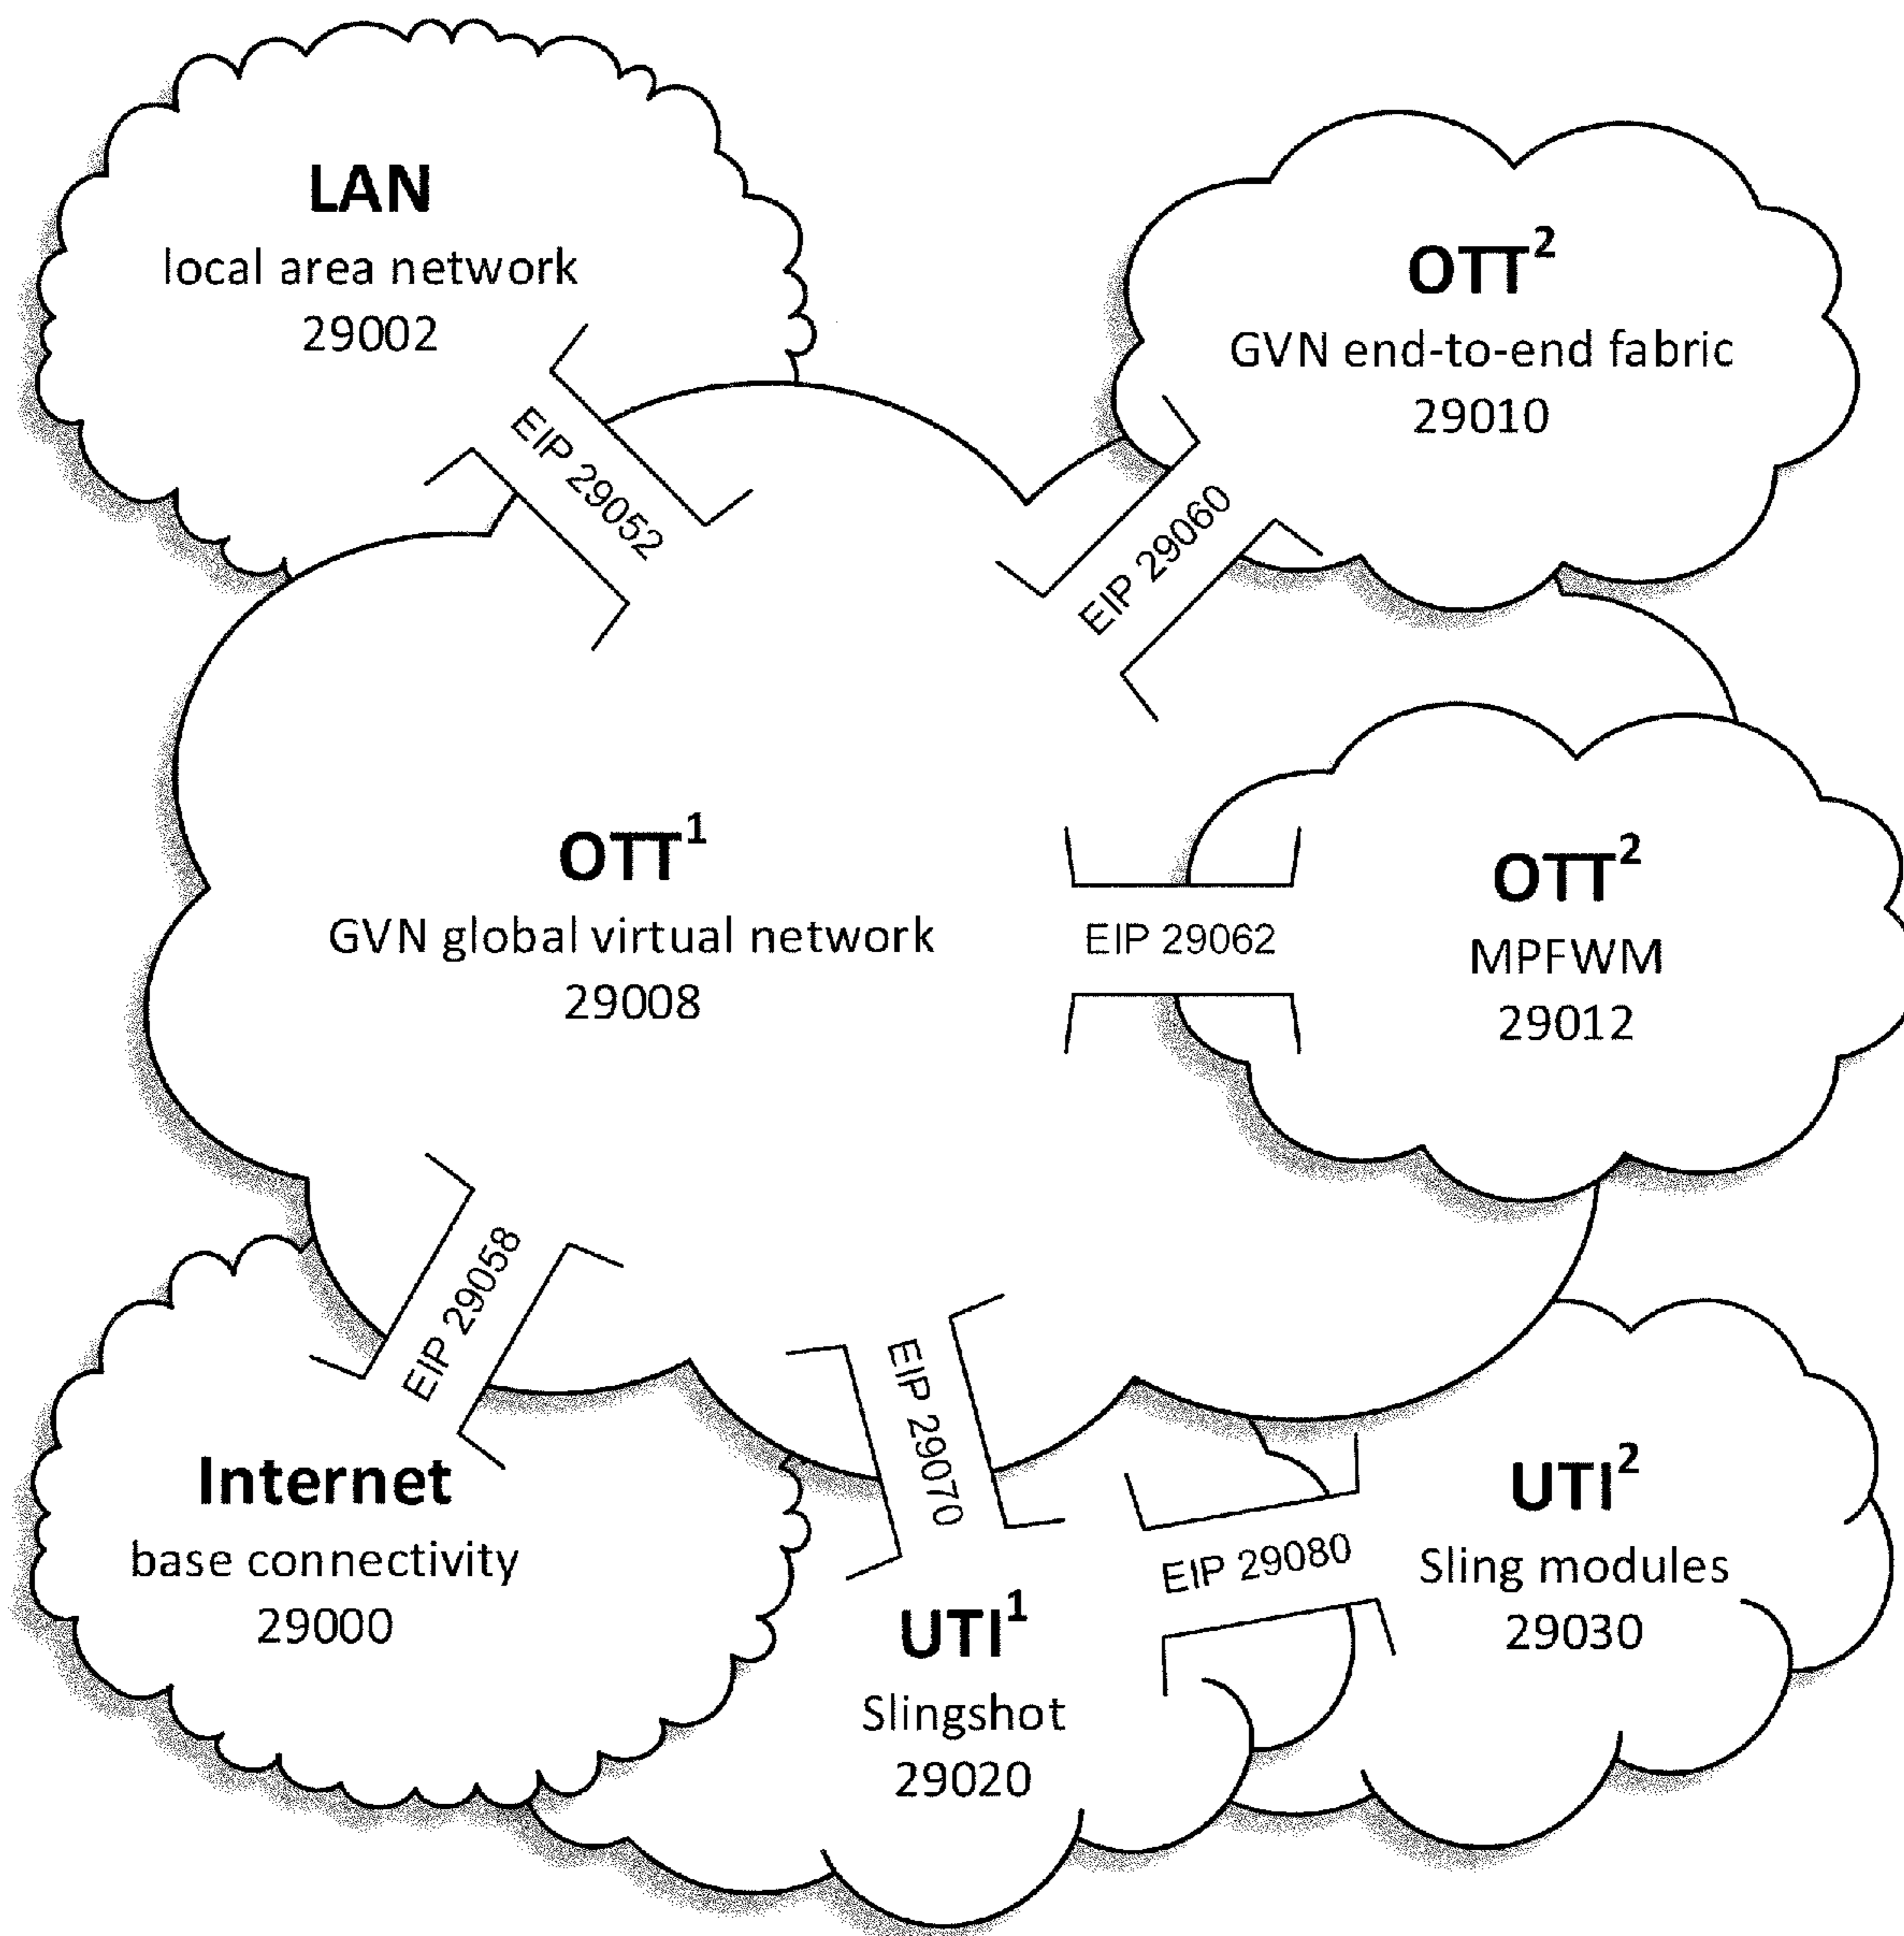 LAN
local area network
29002
OTT²
GVN end-to-end fabric
29010
EIP 29052
EIP 29060
OTT¹
GVN global virtual network
29008
EIP 29062
OTT²
MPFWM
29012
EIP 29058
EIP 29070
Internet
base connectivity
29000
EIP 29080
UTI²
Sling modules
29030
UTI¹
Slingshot
29020